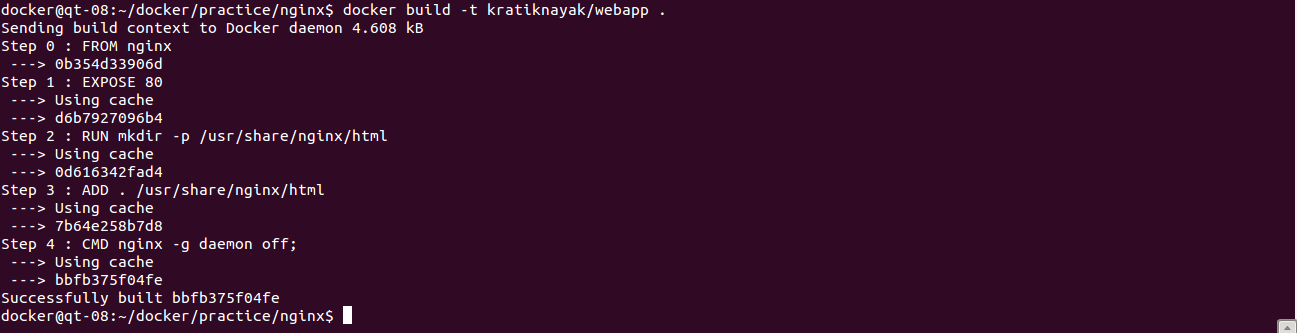 docker@qt-08:~/docker/practice/nginx$ docker build -t kratiknayak/webapp .
Sending build context to Docker daemon 4.608 kB
Step 0 : FROM nginx
 ---> 0b354d33906d
Step 1 : EXPOSE 80
 ---> Using cache
 ---> d6b7927096b4
Step 2 : RUN mkdir -p /usr/share/nginx/html
 ---> Using cache
 ---> 0d616342fad4
Step 3 : ADD . /usr/share/nginx/html
 ---> Using cache
 ---> 7b64e258b7d8
Step 4 : CMD nginx -g daemon off;
 ---> Using cache
 ---> bbfb375f04fe
Successfully built bbfb375f04fe
docker@qt-08:~/docker/practice/nginx$